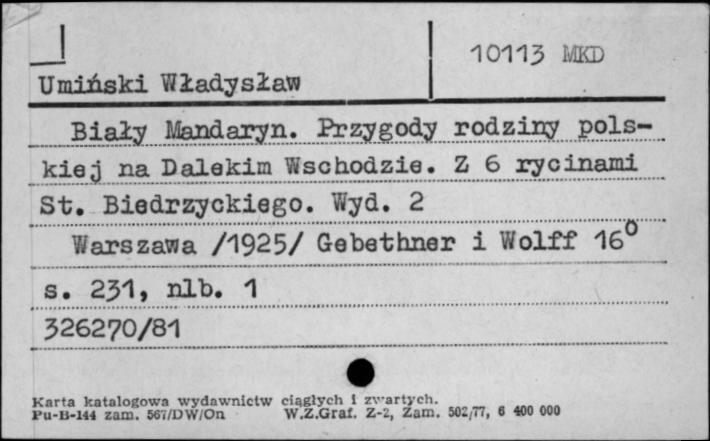 10113 MKD
Umiński Władysław
Biały Mandaryn. Przygody rodziny pols-
kiej na Dalekim Wschodzie. Z 6 rycinami
St. Biedrzyckiego. Wyd. 2
Warszawa /1925/ Gebethner i Wolff 16°
s. 231, nlb. 1
326270/81
Karta katalogowa wydawnictw ciągłych i zwartych.
Pu-B-144 zam. 567/DW/On W.Z.Graf. Z-2, Zam. 502/77, 6 400 000